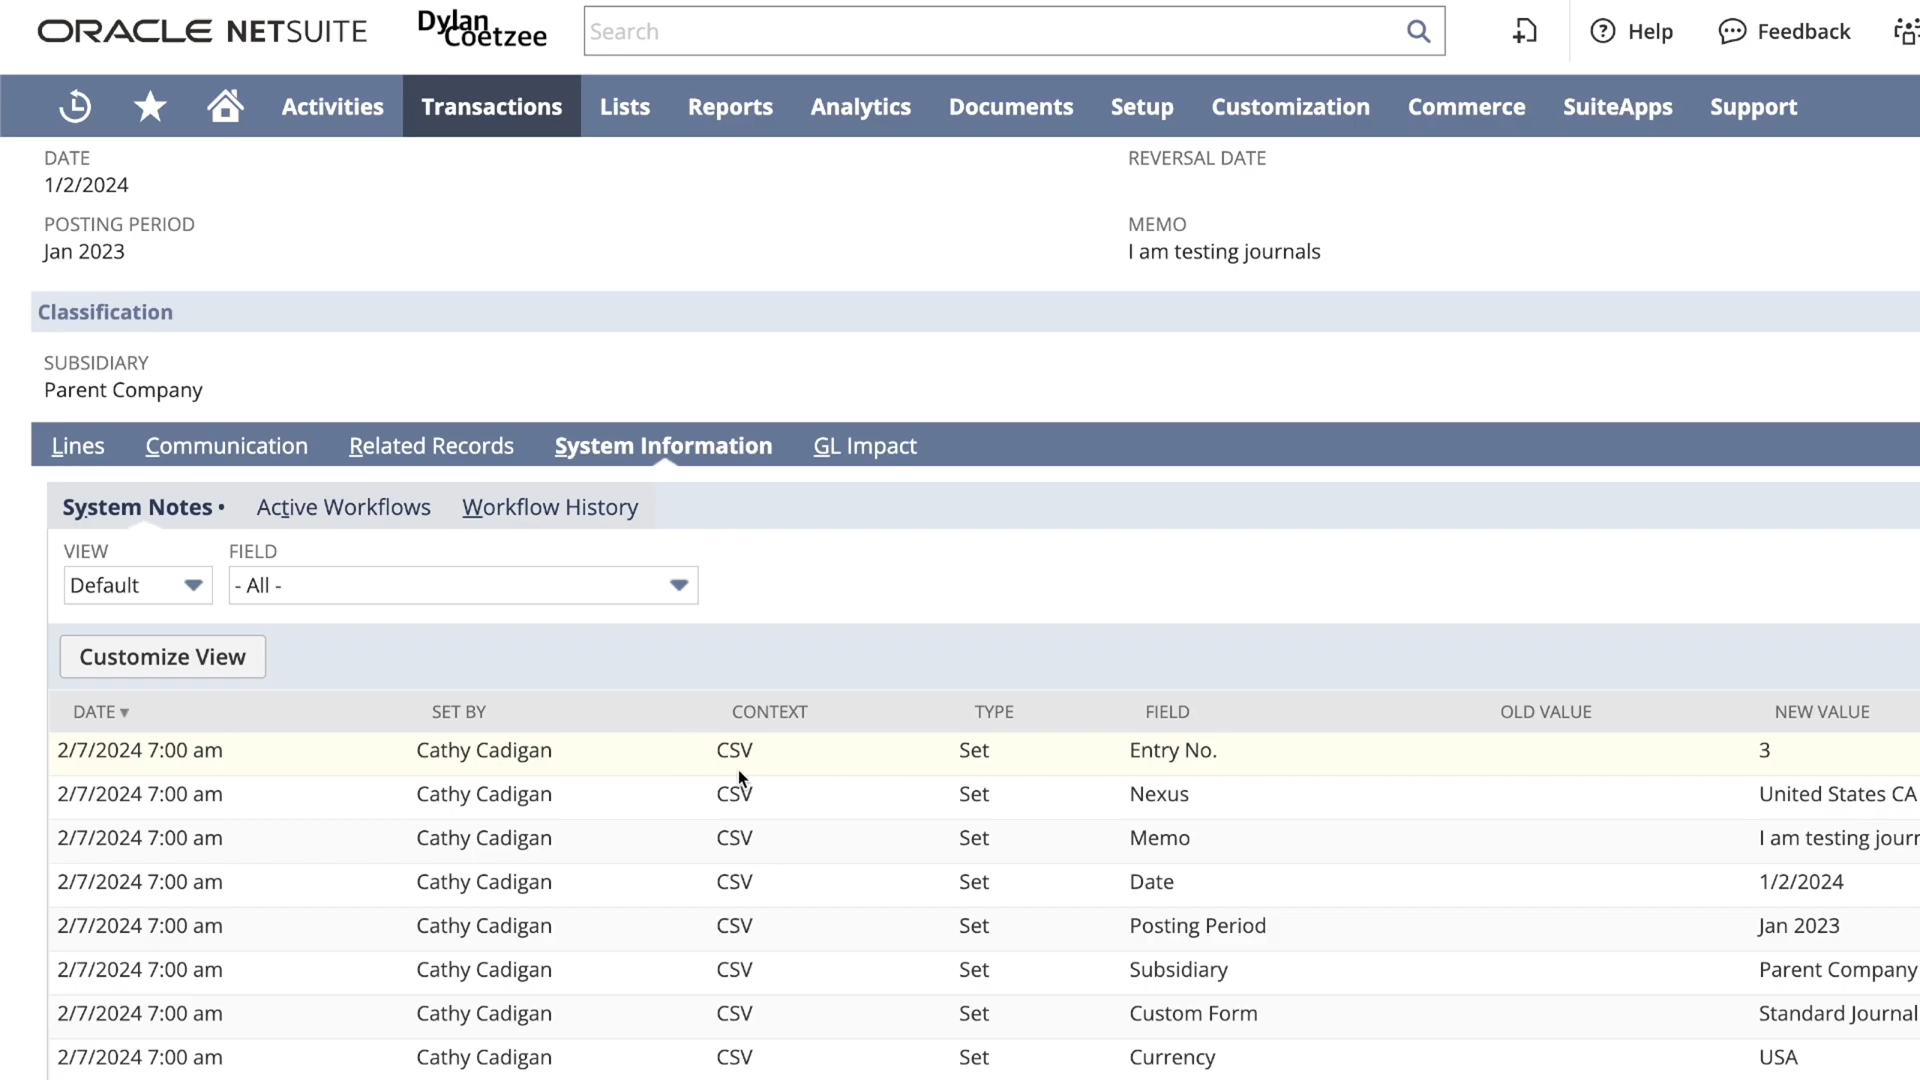 ORACLE NETSUITE
Dylan
Coetzee
Search
Help
Feedback
Activities Transactions Lists Reports Analytics Documents Setup Customization Commerce SuiteApps Support
DATE
1/2/2024
REVERSAL DATE
POSTING PERIOD
Jan 2023
MEMO
I am testing journals
Classification
SUBSIDIARY
Parent Company
Lines Communication Related Records System Information GL Impact
System Notes • Active Workflows Workflow History
VIEW FIELD
Default - All -
Customize View
DATE ▼ SET BY CONTEXT TYPE FIELD OLD VALUE NEW VALUE
2/7/2024 7:00 am Cathy Cadigan CSV Set Entry No. 3
2/7/2024 7:00 am Cathy Cadigan CSV Set Nexus United States CA
2/7/2024 7:00 am Cathy Cadigan CSV Set Memo I am testing jour
2/7/2024 7:00 am Cathy Cadigan CSV Set Date 1/2/2024
2/7/2024 7:00 am Cathy Cadigan CSV Set Posting Period Jan 2023
2/7/2024 7:00 am Cathy Cadigan CSV Set Subsidiary Parent Company
2/7/2024 7:00 am Cathy Cadigan CSV Set Custom Form Standard Journal
2/7/2024 7:00 am Cathy Cadigan CSV Set Currency USA